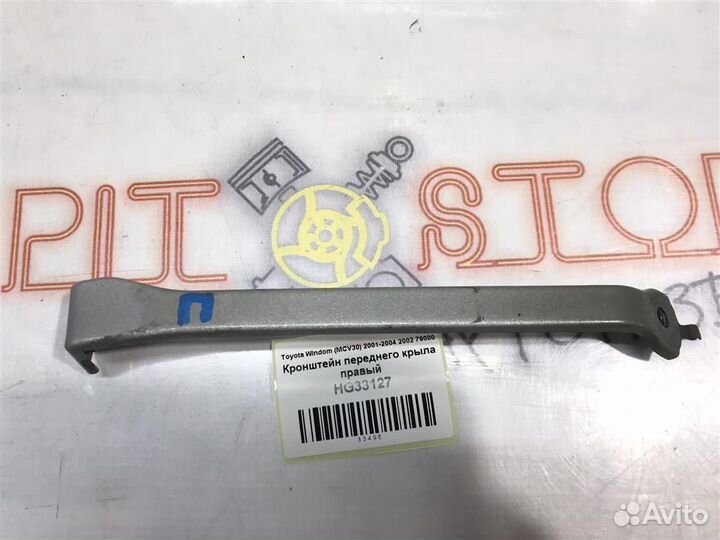 PIT STOP
П
Toyota Windom (MCV30) 2001-2004 2002 79000
Кронштейн переднего крыла
правый
HG33127
33496
Avito